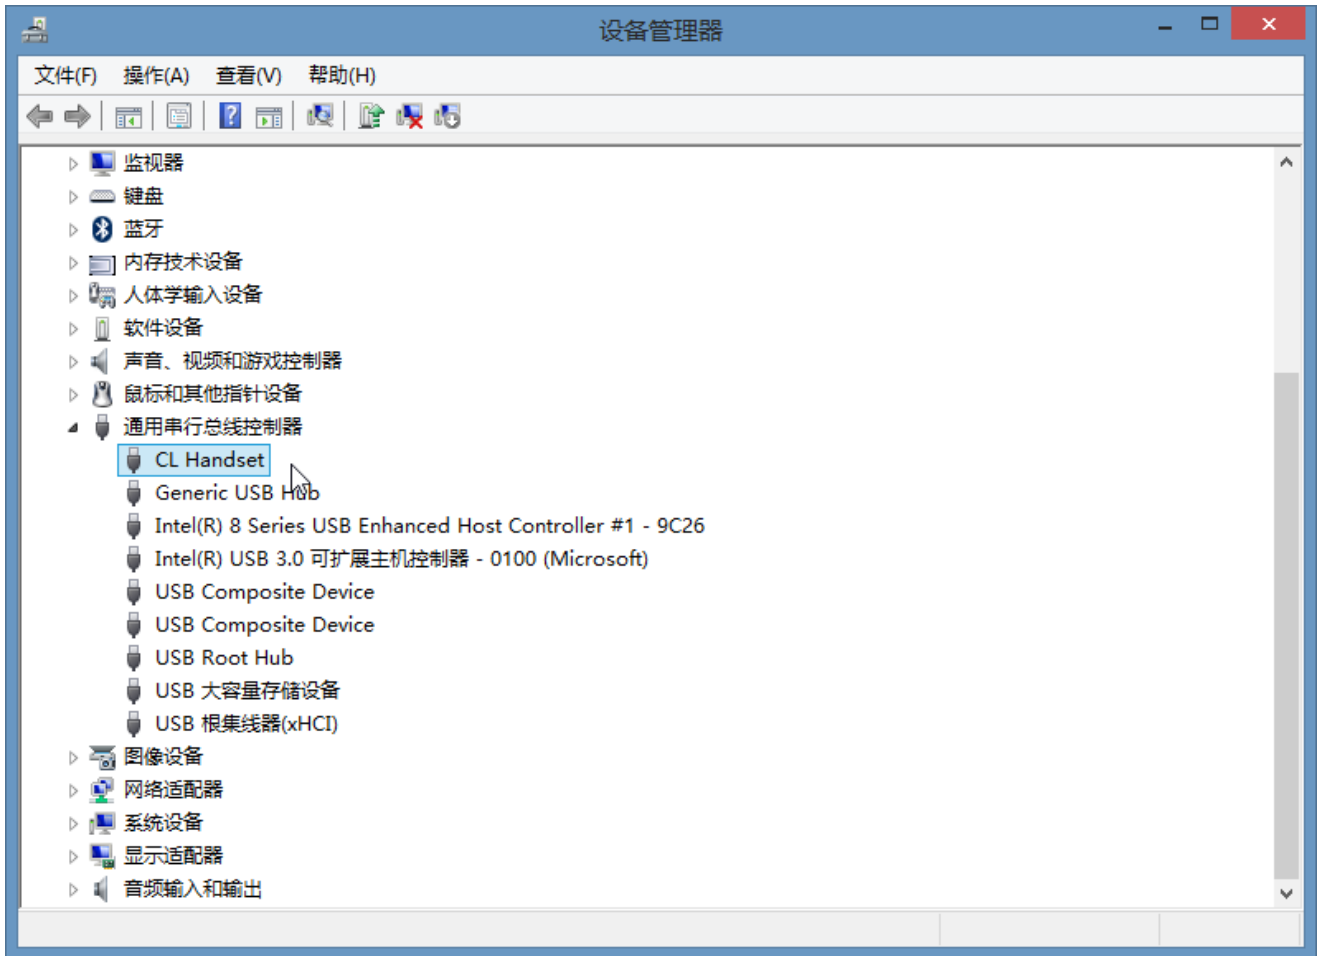 设备管理器
文件(F) 操作(A) 查看(V) 帮助(H)
监视器
键盘
蓝牙
内存技术设备
人体学输入设备
软件设备
声音、视频和游戏控制器
鼠标和其他指针设备
通用串行总线控制器
CL Handset
Generic USB Hub
Intel(R) 8 Series USB Enhanced Host Controller #1 - 9C26
Intel(R) USB 3.0 可扩展主机控制器 - 0100 (Microsoft)
USB Composite Device
USB Composite Device
USB Root Hub
USB 大容量存储设备
USB 根集线器(xHCI)
图像设备
网络适配器
系统设备
显示适配器
音频输入和输出